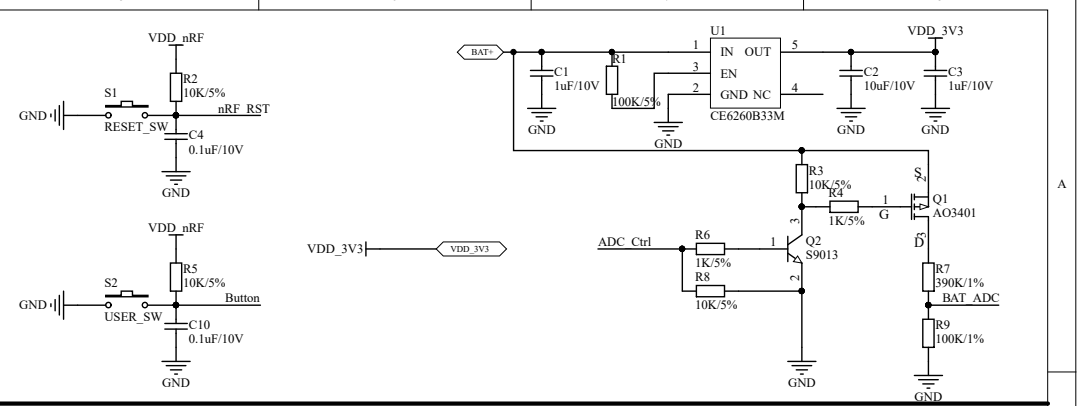 VDD_nRF
R2
10K/5%
S1
GND
RESET_SW
nRF_RST
C4
0.1uF/10V
GND
VDD_nRF
R5
10K/5%
S2
GND
USER_SW
Button
C10
0.1uF/10V
GND
VDD_3V3
VDD_3V3
BAT+
C1
1uF/10V
GND
R1
100K/5%
U1
1 IN OUT 5
3 EN
2 GND NC 4
CE6260B33M
GND
VDD_3V3
C2
10uF/10V
GND
C3
1uF/10V
GND
R3
10K/5%
R4
1K/5%
1
G
S
2
Q1
AO3401
D
3
ADC_Ctrl
R6
1K/5%
R8
10K/5%
1
3
Q2
S9013
2
GND
R7
390K/1%
BAT_ADC
R9
100K/1%
GND
A